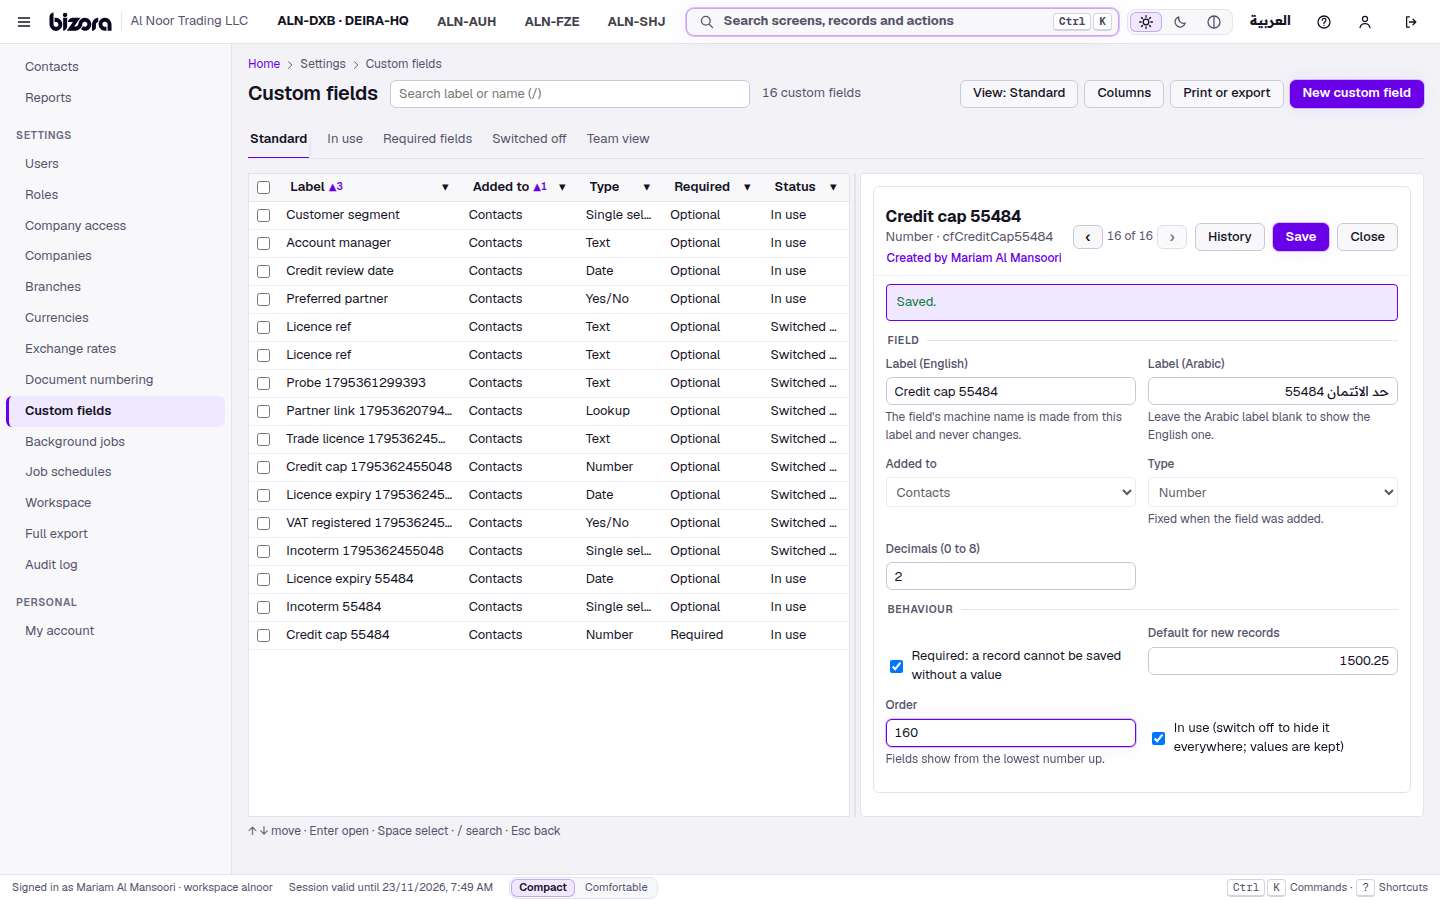 bizora
Al Noor Trading LLC
ALN-DXB · DEIRA-HQ
ALN-AUH
ALN-FZE
ALN-SHJ
Search screens, records and actions
Ctrl K
العربية
Contacts
Reports
SETTINGS
Users
Roles
Company access
Companies
Branches
Currencies
Exchange rates
Document numbering
Custom fields
Background jobs
Job schedules
Workspace
Full export
Audit log
PERSONAL
My account
Home > Settings > Custom fields
Custom fields
Search label or name (/)
16 custom fields
View: Standard
Columns
Print or export
New custom field
Standard
In use
Required fields
Switched off
Team view
Label ▲3 ▼ Added to ▲1 ▼ Type ▼ Required ▼ Status ▼
Customer segment Contacts Single sel... Optional In use
Account manager Contacts Text Optional In use
Credit review date Contacts Date Optional In use
Preferred partner Contacts Yes/No Optional In use
Licence ref Contacts Text Optional Switched ...
Licence ref Contacts Text Optional Switched ...
Probe 1795361299393 Contacts Text Optional Switched ...
Partner link 17953620794... Contacts Lookup Optional Switched ...
Trade licence 179536245... Contacts Text Optional Switched ...
Credit cap 1795362455048 Contacts Number Optional Switched ...
Licence expiry 179536245... Contacts Date Optional Switched ...
VAT registered 179536245... Contacts Yes/No Optional Switched ...
Incoterm 1795362455048 Contacts Single sel... Optional Switched ...
Licence expiry 55484 Contacts Date Optional In use
Incoterm 55484 Contacts Single sel... Optional In use
Credit cap 55484 Contacts Number Required In use
↑↓ move · Enter open · Space select · / search · Esc back
Credit cap 55484
Number · cfCreditCap55484
Created by Mariam Al Mansoori
‹ 16 of 16 ›
History
Save
Close
Saved.
FIELD
Label (English)
Credit cap 55484
The field's machine name is made from this
label and never changes.
Label (Arabic)
حد الائتمان 55484
Leave the Arabic label blank to show the
English one.
Added to
Contacts
Type
Number
Fixed when the field was added.
Decimals (0 to 8)
2
BEHAVIOUR
Required: a record cannot be saved
without a value
Default for new records
1500.25
Order
160
Fields show from the lowest number up.
In use (switch off to hide it
everywhere; values are kept)
Signed in as Mariam Al Mansoori · workspace alnoor
Session valid until 23/11/2026, 7:49 AM
Compact
Comfortable
Ctrl K Commands · ? Shortcuts